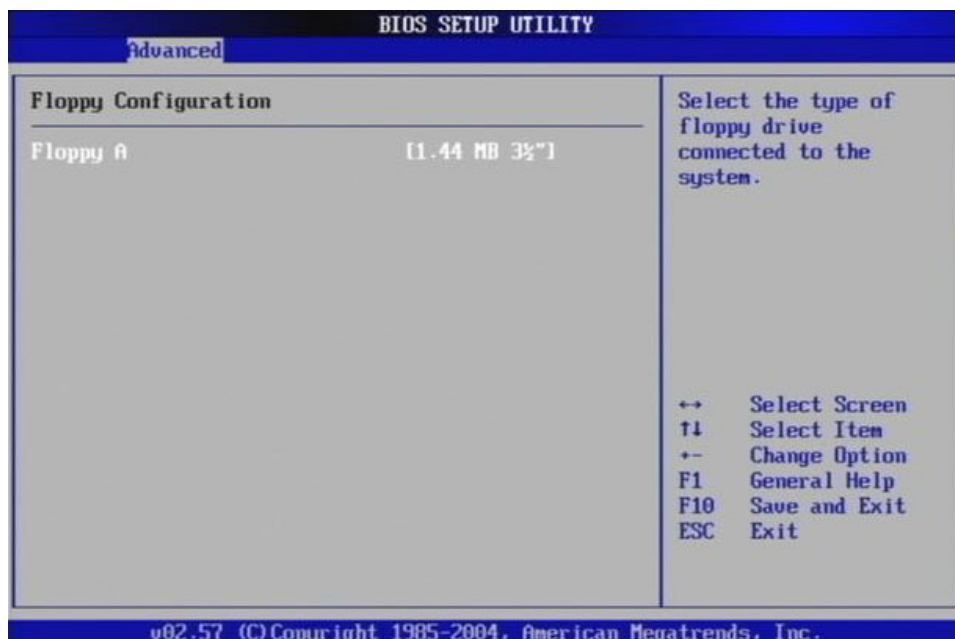 BIOS SETUP UTILITY
Advanced
Floppy Configuration
Floppy A [1.44 MB 3½"]
Select the type of
floppy drive
connected to the
system.
↔ Select Screen
↑↓ Select Item
+- Change Option
F1 General Help
F10 Save and Exit
ESC Exit
v02.57 (C)Copyright 1985-2004, American Megatrends, Inc.